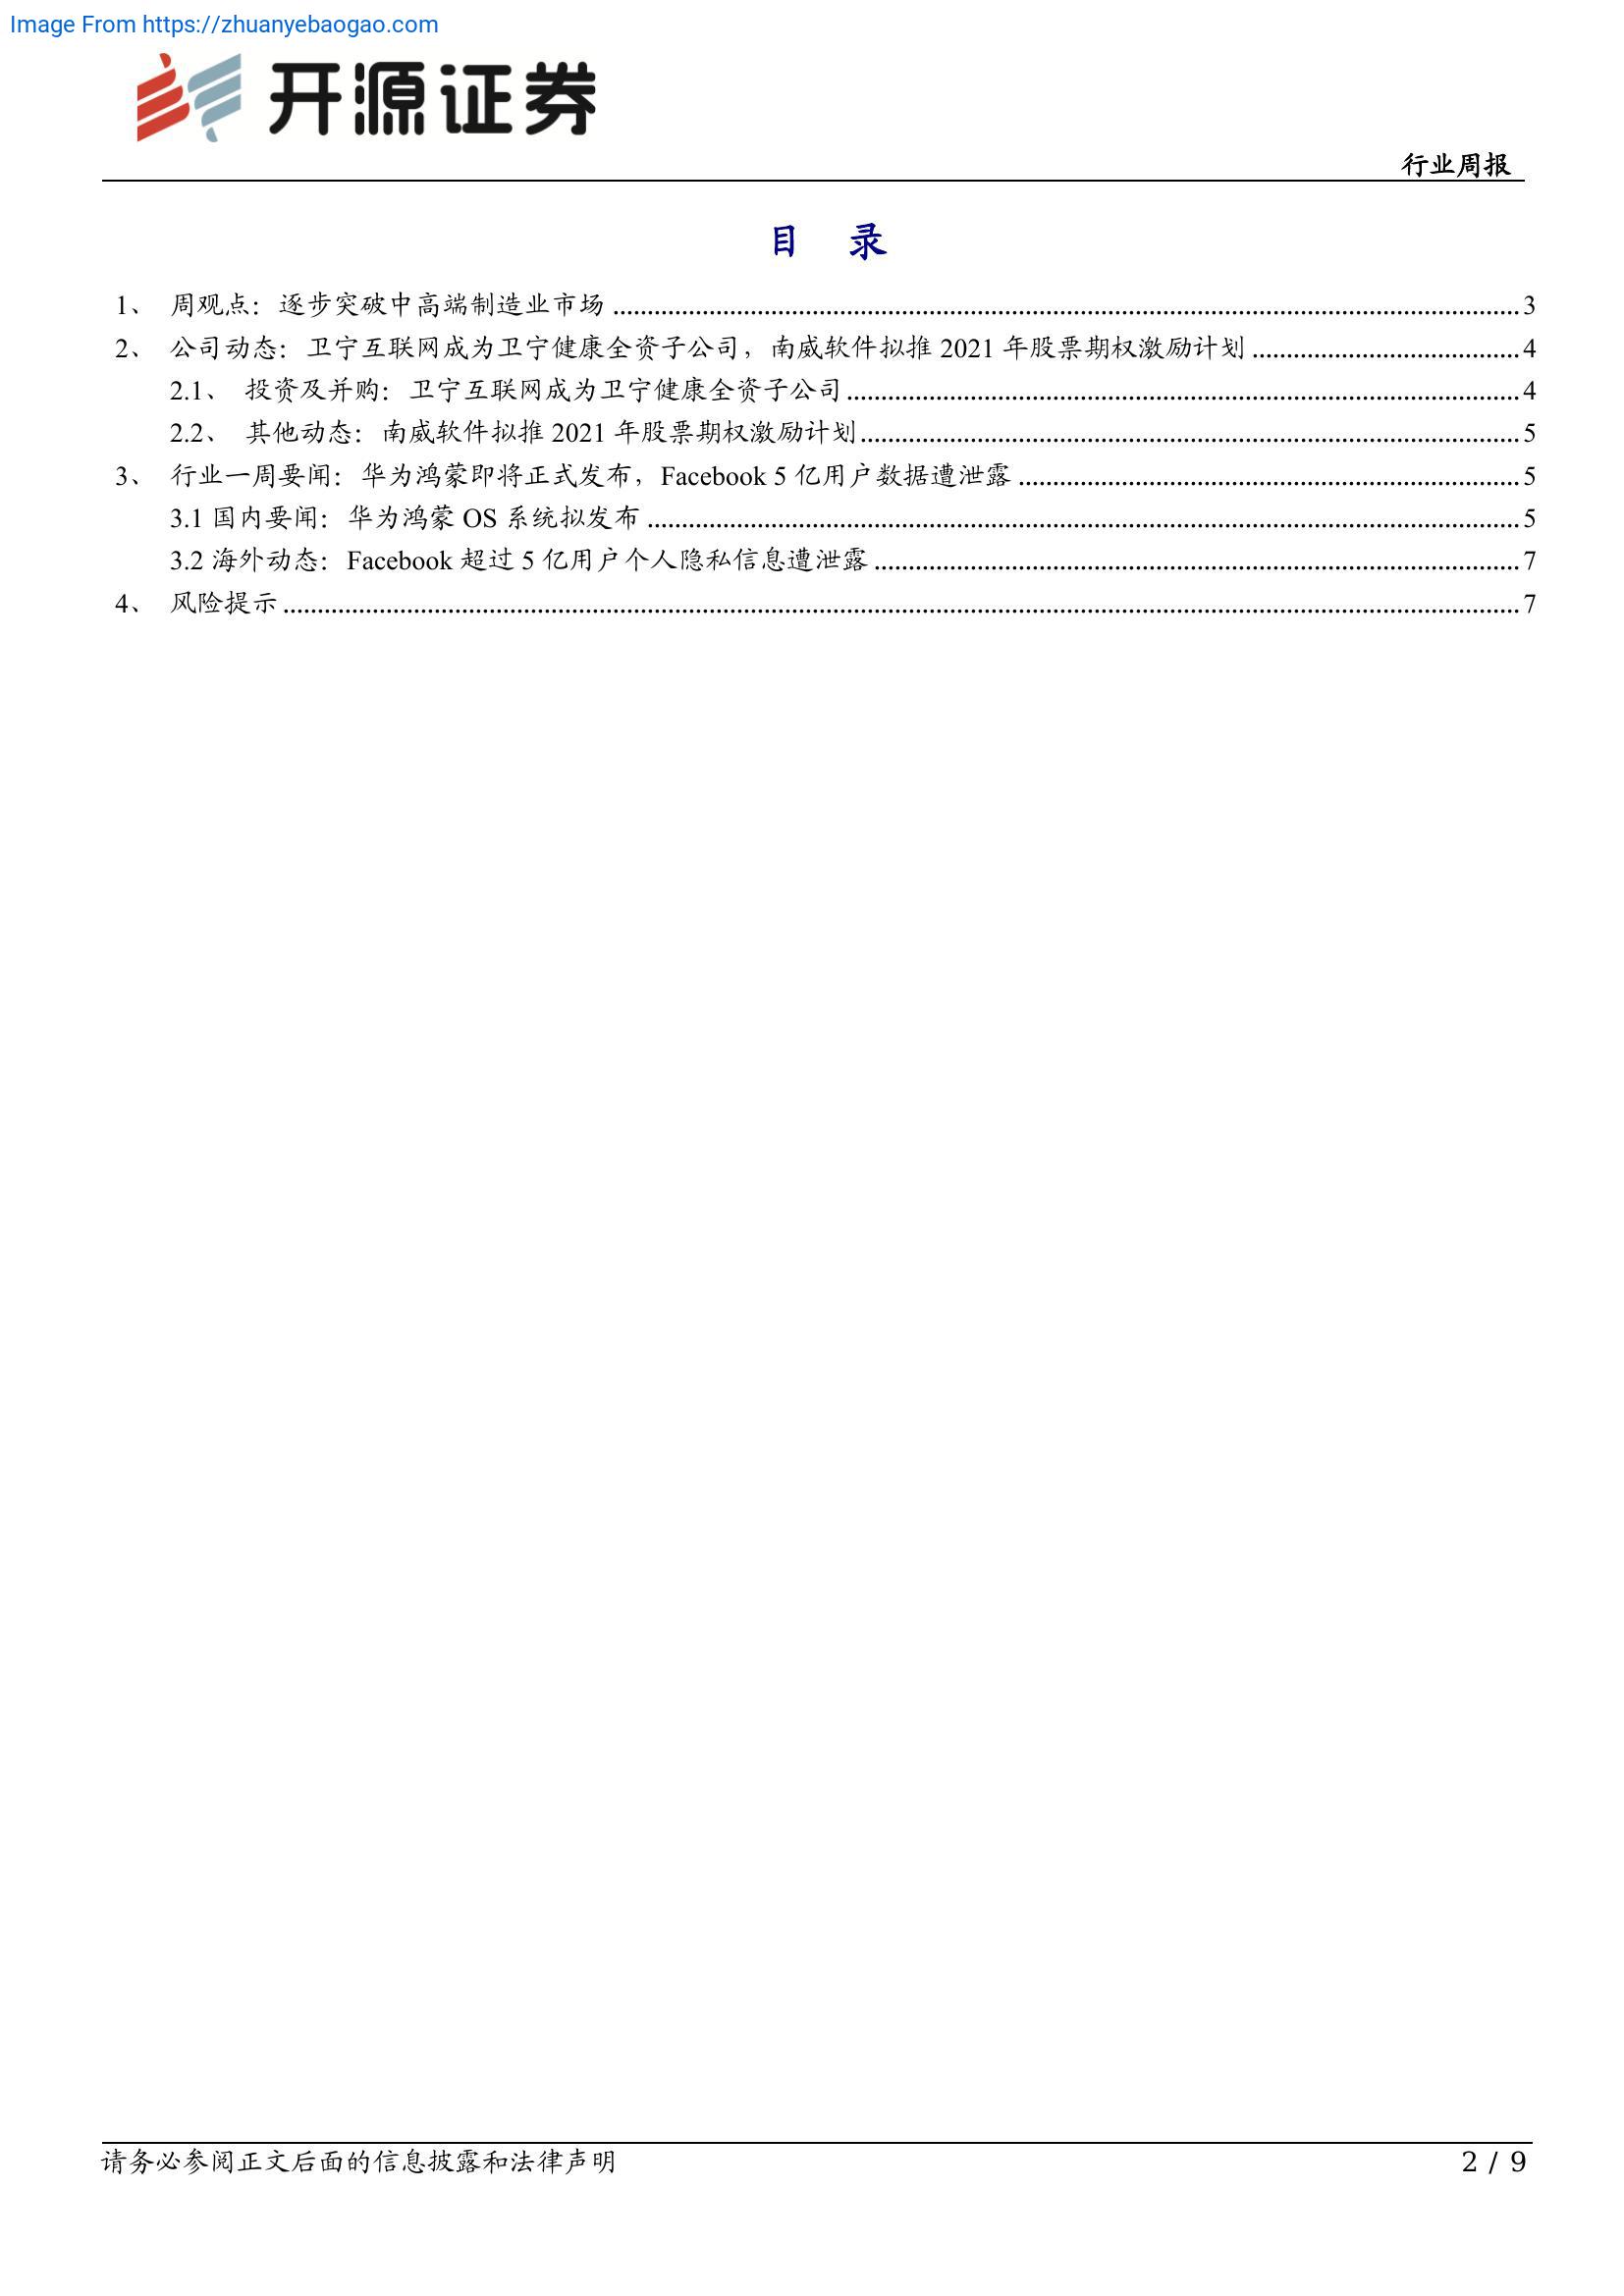 Image From https://zhuanyebaogao.com
开源证券
行业周报
目 录
1、 周观点：逐步突破中高端制造业市场 ........ 3
2、 公司动态：卫宁互联网成为卫宁健康全资子公司，南威软件拟推 2021 年股票期权激励计划 ........ 4
2.1、 投资及并购：卫宁互联网成为卫宁健康全资子公司 ........ 4
2.2、 其他动态：南威软件拟推 2021 年股票期权激励计划 ........ 5
3、 行业一周要闻：华为鸿蒙即将正式发布，Facebook 5 亿用户数据遭泄露 ........ 5
3.1 国内要闻：华为鸿蒙 OS 系统拟发布 ........ 5
3.2 海外动态：Facebook 超过 5 亿用户个人隐私信息遭泄露 ........ 7
4、 风险提示 ........ 7
请务必参阅正文后面的信息披露和法律声明
2 / 9